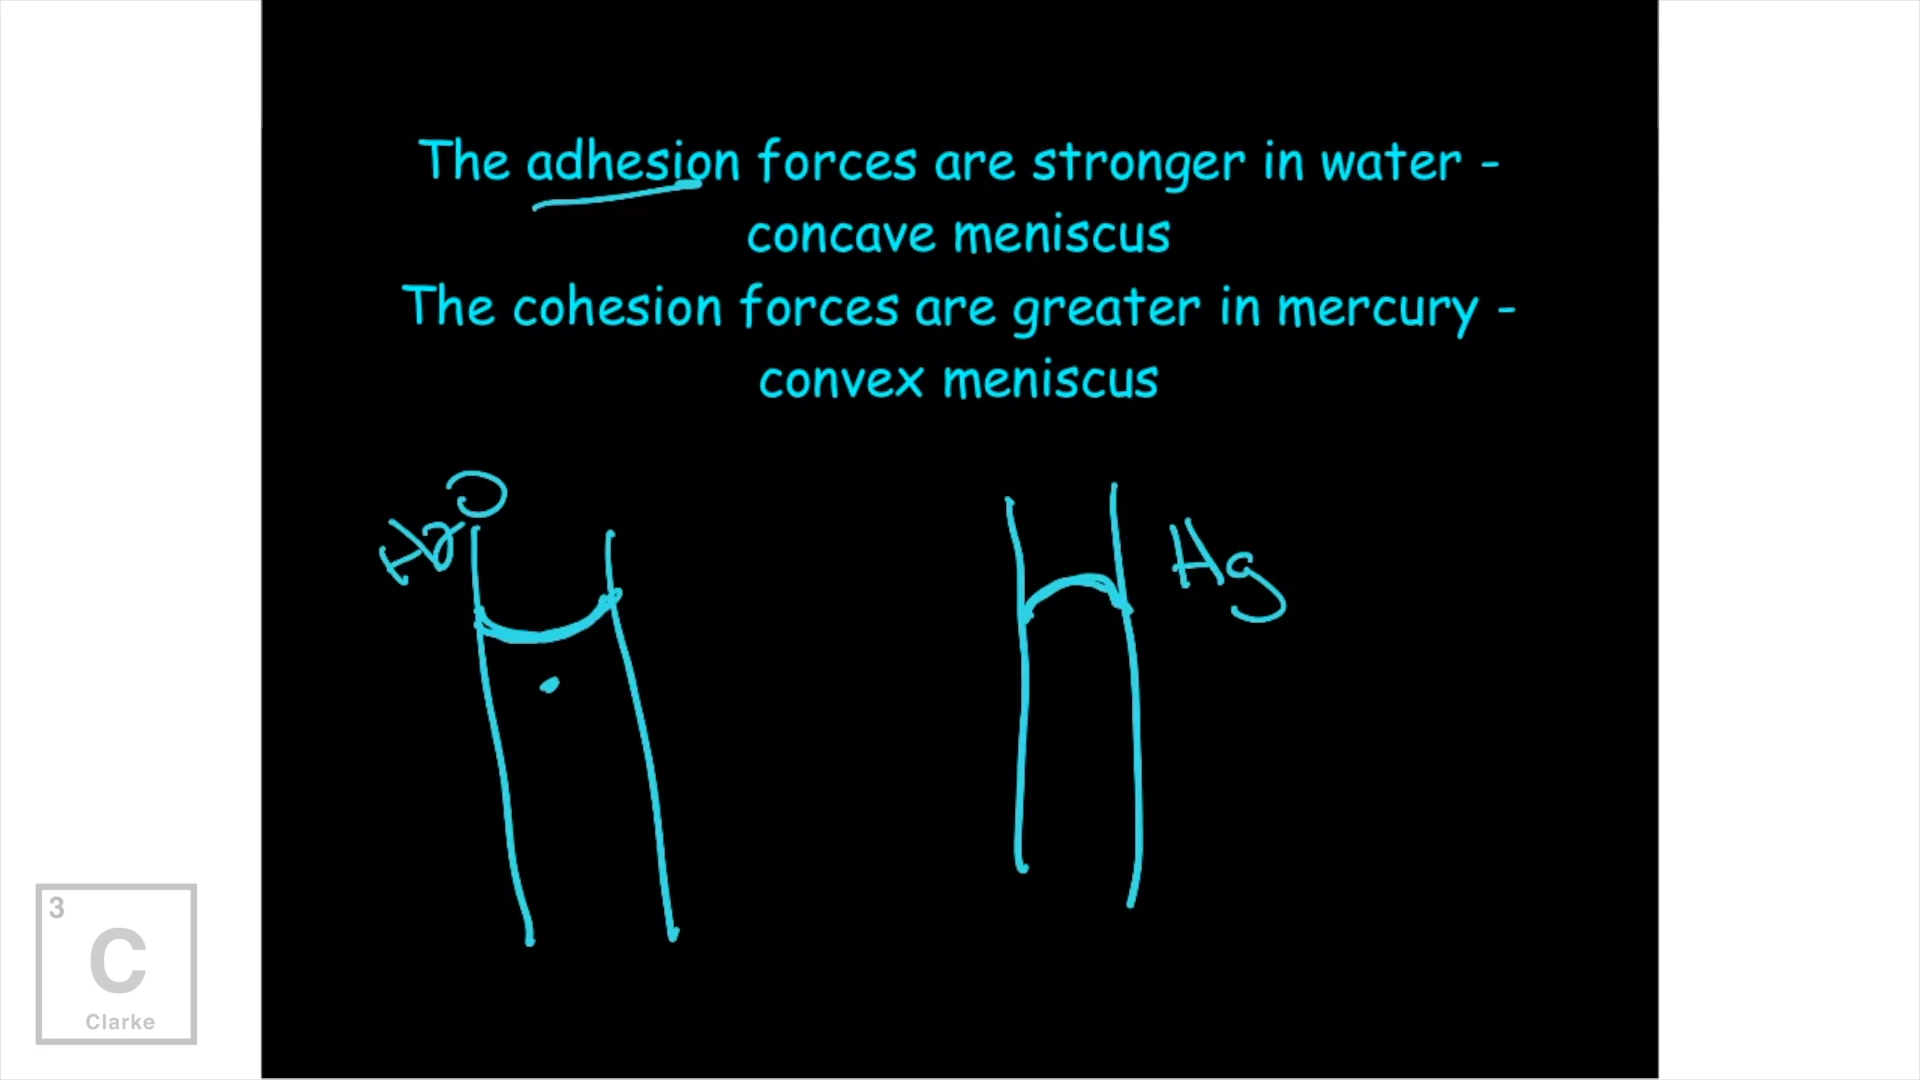 The adhesion forces are stronger in water -
concave meniscus
The cohesion forces are greater in mercury -
convex meniscus
H2O
Hg
3
C
Clarke